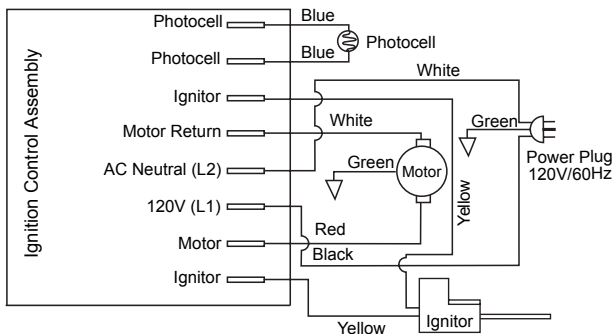 Ignition Control Assembly
Photocell
Photocell
Ignitor
Motor Return
AC Neutral (L2)
120V (L1)
Motor
Ignitor
Blue
Blue
Photocell
White
White
Green
Power Plug
120V/60Hz
Green
Motor
Yellow
Red
Black
Yellow
Ignitor